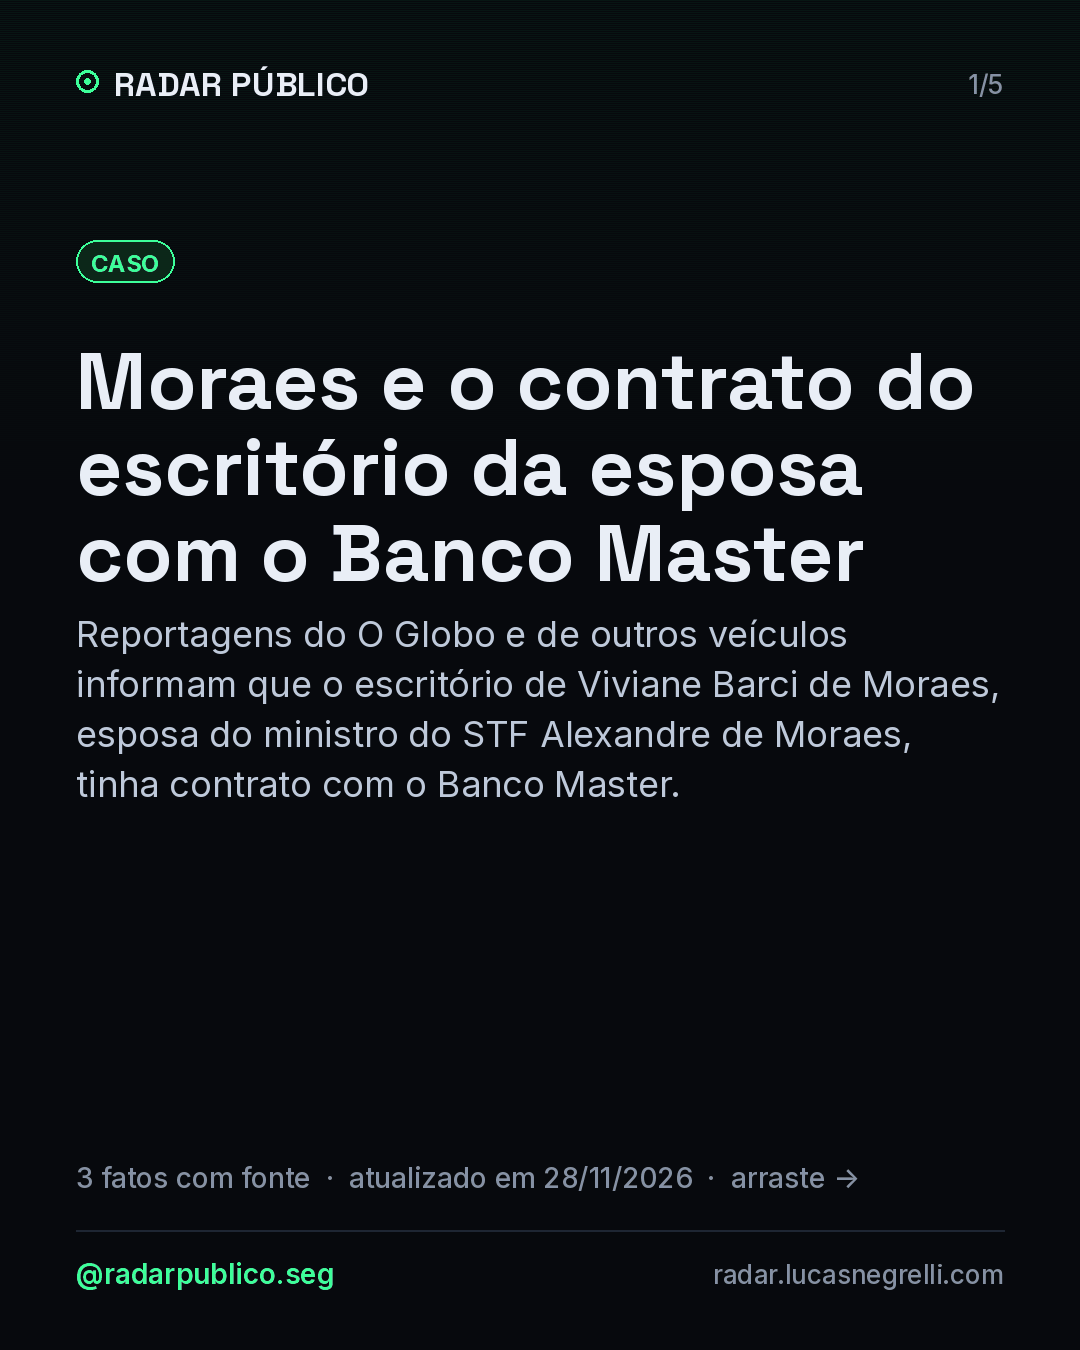 RADAR PÚBLICO
1/5
CASO
Moraes e o contrato do
escritório da esposa
com o Banco Master
Reportagens do O Globo e de outros veículos
informam que o escritório de Viviane Barci de Moraes,
esposa do ministro do STF Alexandre de Moraes,
tinha contrato com o Banco Master.
3 fatos com fonte · atualizado em 28/11/2026 · arraste →
@radarpublico.seg
radar.lucasnegrelli.com